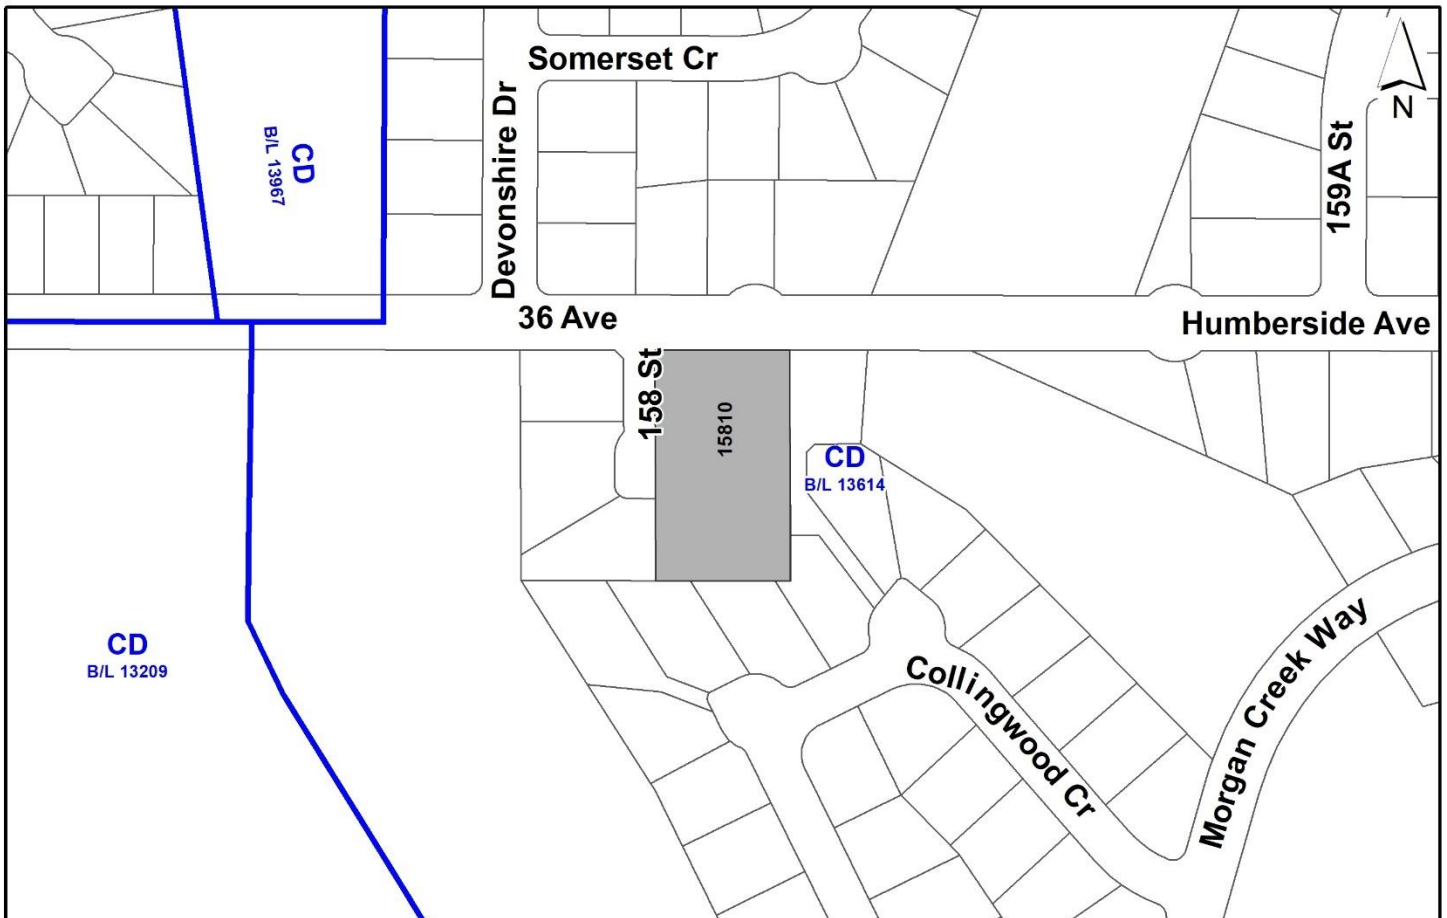 Somerset Cr
N
Devonshire Dr
159A St
CD
B/L 13967
36 Ave
Humberside Ave
158 St
15810
CD
B/L 13614
CD
B/L 13209
Collingwood Cr
Morgan Creek Way